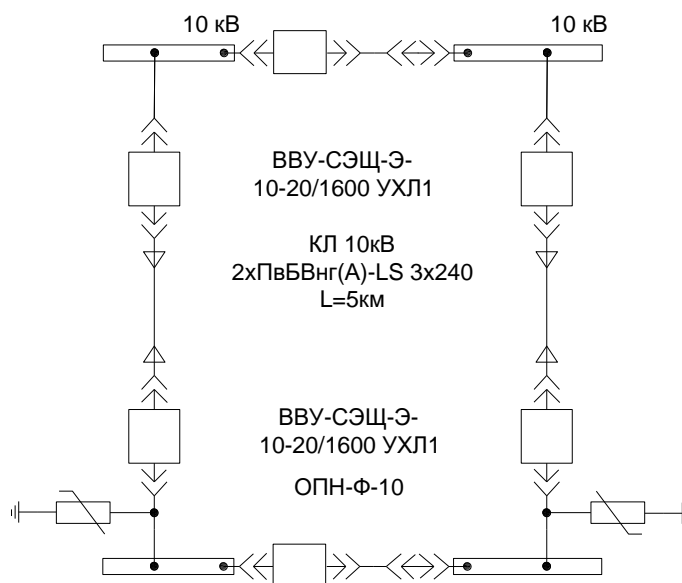 10 кВ
10 кВ
ВВУ-СЭЩ-Э-
10-20/1600 УХЛ1
КЛ 10кВ
2хПвБВнг(А)-LS 3х240
L=5км
ВВУ-СЭЩ-Э-
10-20/1600 УХЛ1
ОПН-Ф-10